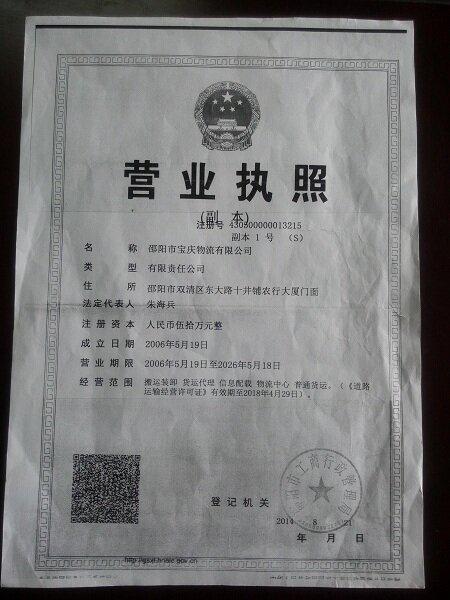 营业执照
(副 本)
注册号 430500000013215
副本 1 号 (S)
名 称 邵阳市宝庆物流有限公司
类 型 有限责任公司
住 所 邵阳市双清区东大路十井铺农行大厦门面
法定代表人 朱海兵
注册资本 人民币伍拾万元整
成立日期 2006年5月19日
营业期限 2006年5月19日至2026年5月18日
经营范围 搬运装卸 货运代理 信息配载 物流中心 普通货运。(《道路
运输经营许可证》有效期至2018年4月29日)。
登记机关
2014 8 21
年 月 日
http://gsxt.hnaic.gov.cn